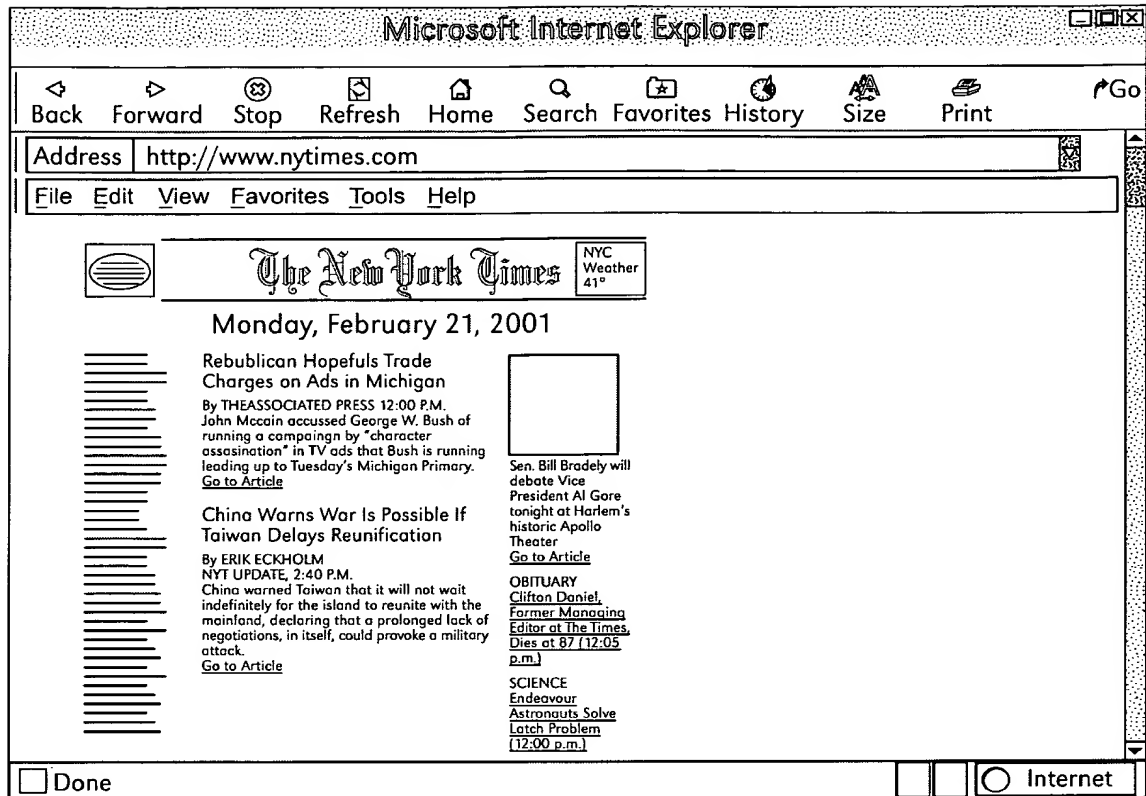 Microsoft Internet Explorer
Back Forward Stop Refresh Home Search Favorites History Size Print Go
Address http://www.nytimes.com
File Edit View Favorites Tools Help
The New York Times
NYC
Weather
41°
Monday, February 21, 2001
Rebublican Hopefuls Trade
Charges on Ads in Michigan
By THEASSOCIATED PRESS 12:00 P.M.
John Mccain accussed George W. Bush of
running a compaingn by "character
assasination" in TV ads that Bush is running
leading up to Tuesday's Michigan Primary.
Go to Article
China Warns War Is Possible If
Taiwan Delays Reunification
By ERIK ECKHOLM
NYT UPDATE, 2:40 P.M.
China warned Taiwan that it will not wait
indefinitely for the island to reunite with the
mainfand, declaring that a prolonged lack of
negotiations, in itself, could provoke a military
attack.
Go to Article
Sen. Bill Bradely will
debate Vice
President Al Gore
tonight at Harlem's
historic Apollo
Theater
Go to Article
OBITUARY
Clifton Daniel,
Former Managing
Editor at The Times,
Dies at 87 (12:05
p.m.)
SCIENCE
Endeavour
Astronauts Solve
Latch Problem
(12:00 p.m.)
Done
Internet